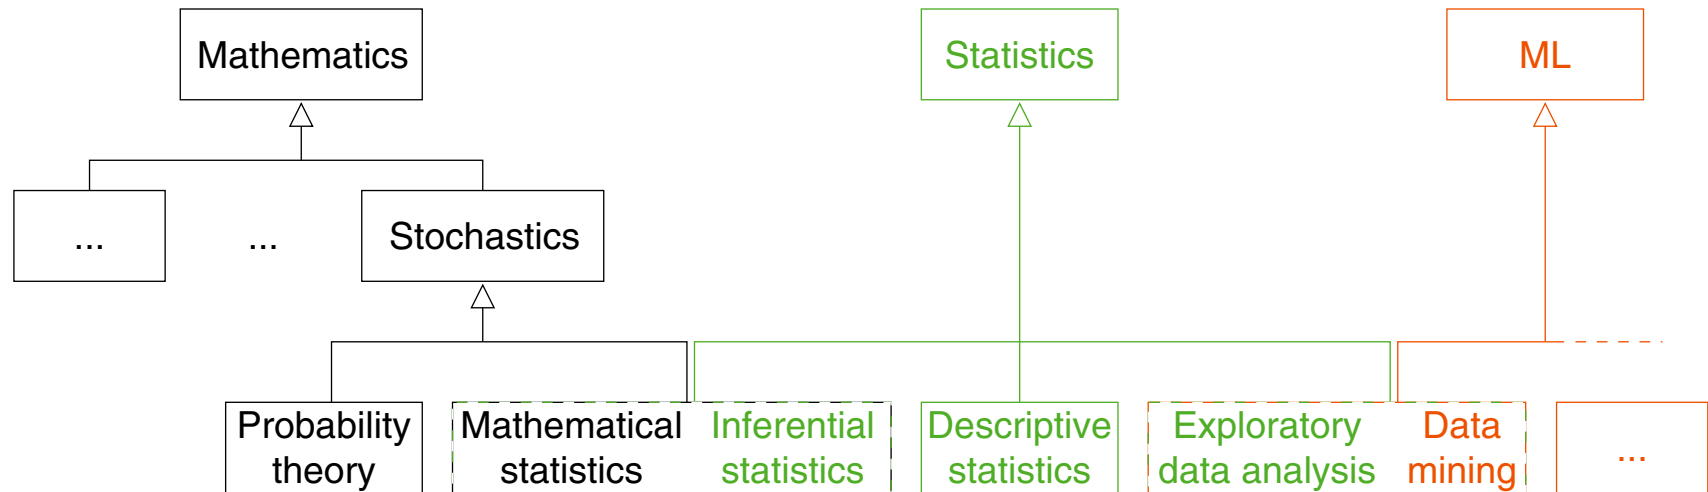 Mathematics
Statistics
ML
...
...
Stochastics
Probability
theory
Mathematical
statistics
Inferential
statistics
Descriptive
statistics
Exploratory
data analysis
Data
mining
...